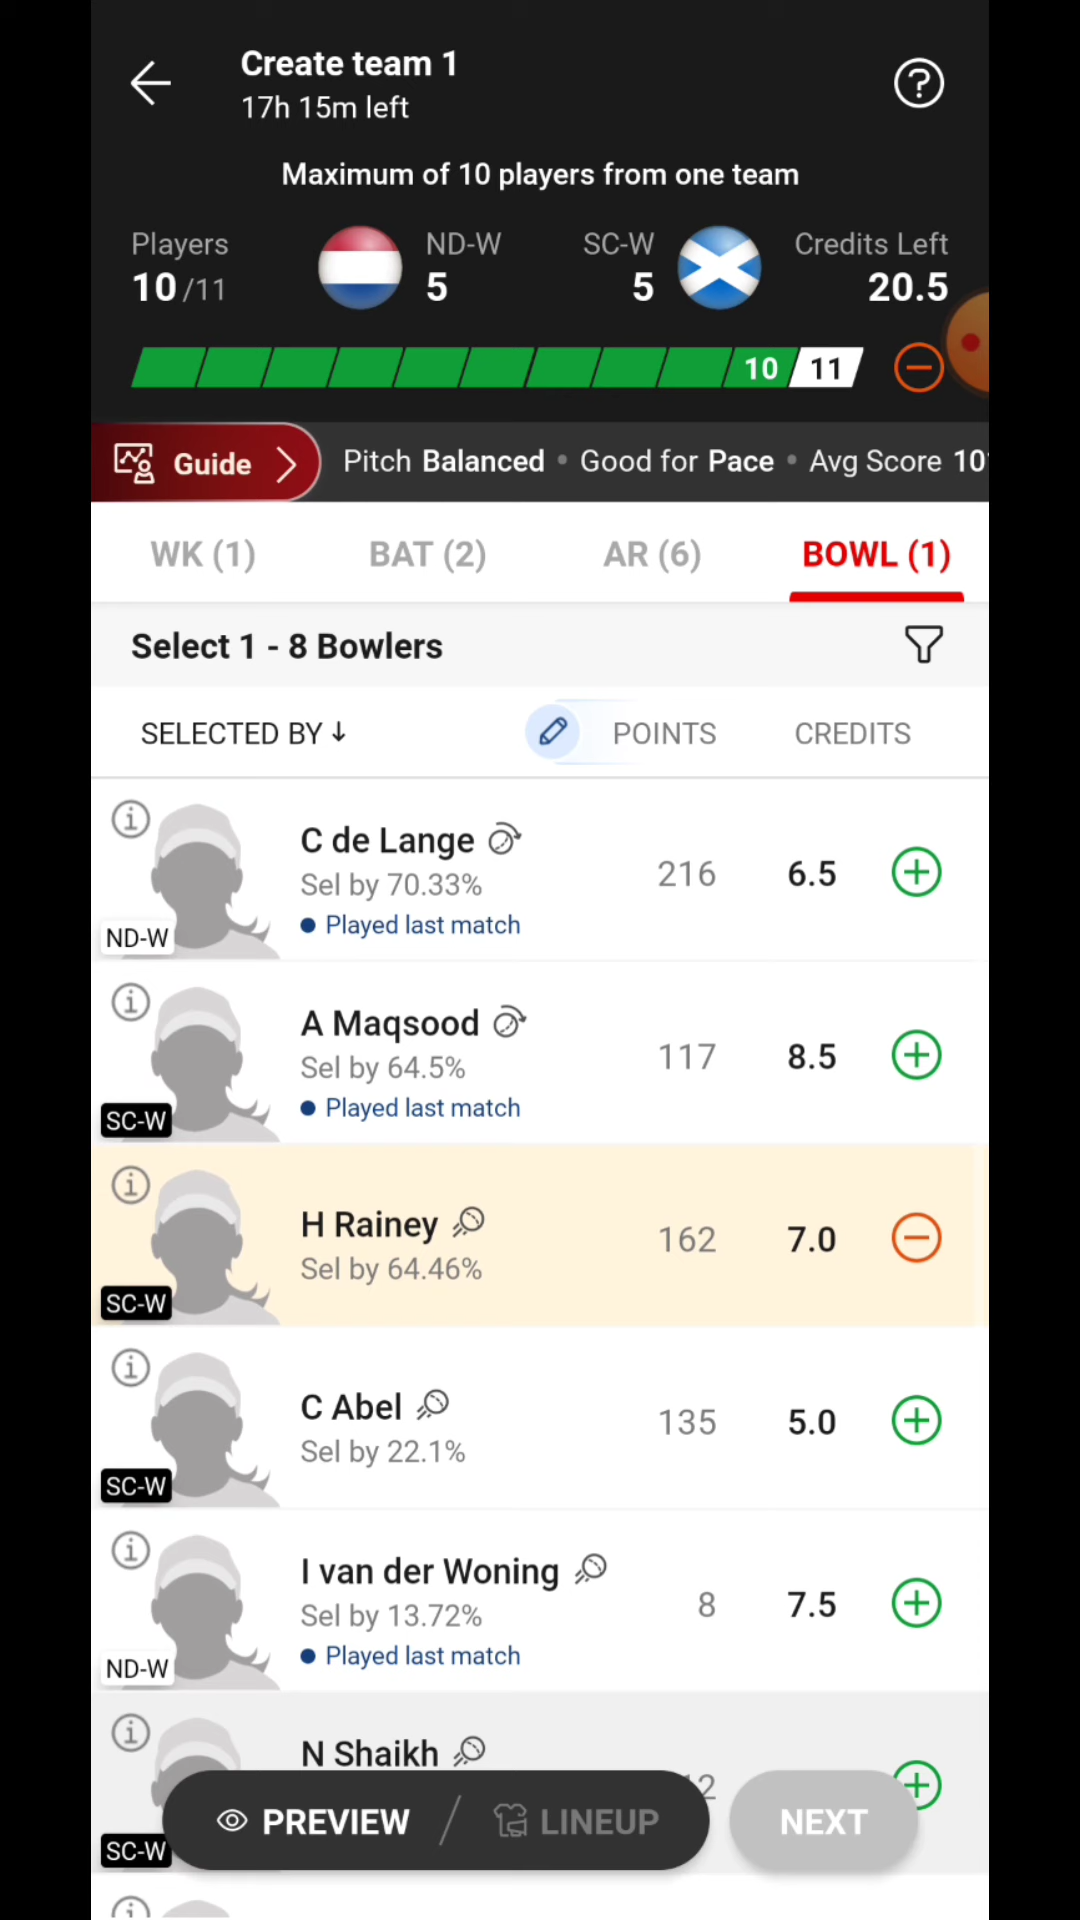 Create team 1
17h 15m left
Maximum of 10 players from one team
Players ND-W SC-W Credits Left
10/11 5 5 20.5
10 11
Guide Pitch Balanced • Good for Pace • Avg Score 10
WK (1) BAT (2) AR (6) BOWL (1)
Select 1 - 8 Bowlers
SELECTED BY ↓ POINTS CREDITS
C de Lange 216 6.5
Sel by 70.33%
Played last match
ND-W
A Maqsood 117 8.5
Sel by 64.5%
Played last match
SC-W
H Rainey 162 7.0
Sel by 64.46%
SC-W
C Abel 135 5.0
Sel by 22.1%
SC-W
I van der Woning 8 7.5
Sel by 13.72%
Played last match
ND-W
N Shaikh
PREVIEW / LINEUP NEXT
SC-W